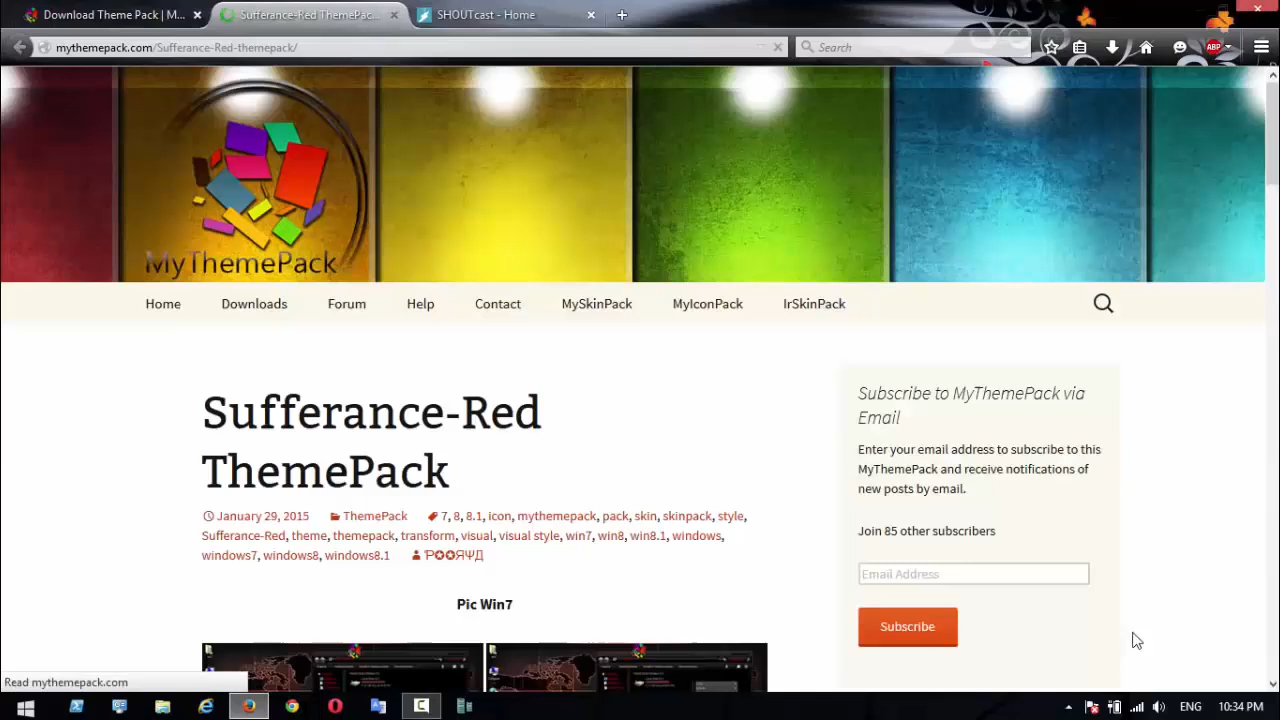 Download Theme Pack | M...
Sufferance-Red ThemePac...
SHOUTcast - Home
mythemepack.com/Sufferance-Red-themepack/
Search
ABP
MyThemePack
Home
Downloads
Forum
Help
Contact
MySkinPack
MyIconPack
IrSkinPack
Sufferance-Red
ThemePack
January 29, 2015 ThemePack 7, 8, 8.1, icon, mythemepack, pack, skin, skinpack, style,
Sufferance-Red, theme, themepack, transform, visual, visual style, win7, win8, win8.1, windows,
windows7, windows8, windows8.1 Ƥ✪✪ЯΨД
Pic Win7
Subscribe to MyThemePack via
Email
Enter your email address to subscribe to this
MyThemePack and receive notifications of
new posts by email.
Join 85 other subscribers
Email Address
Subscribe
Read mythemepack.com
ENG
10:34 PM